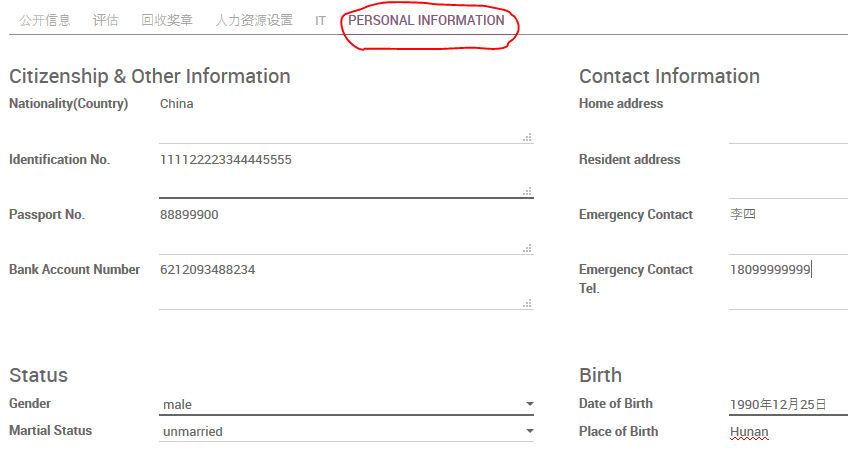 公开信息 评估 回收奖章 人力资源设置 IT PERSONAL INFORMATION
Citizenship & Other Information
Nationality(Country) China
Identification No. 111122223344445555
Passport No. 88899900
Bank Account Number 6212093488234
Contact Information
Home address
Resident address
Emergency Contact 李四
Emergency Contact 18099999999
Tel.
Status
Gender male
Martial Status unmarried
Birth
Date of Birth 1990年12月25日
Place of Birth Hunan